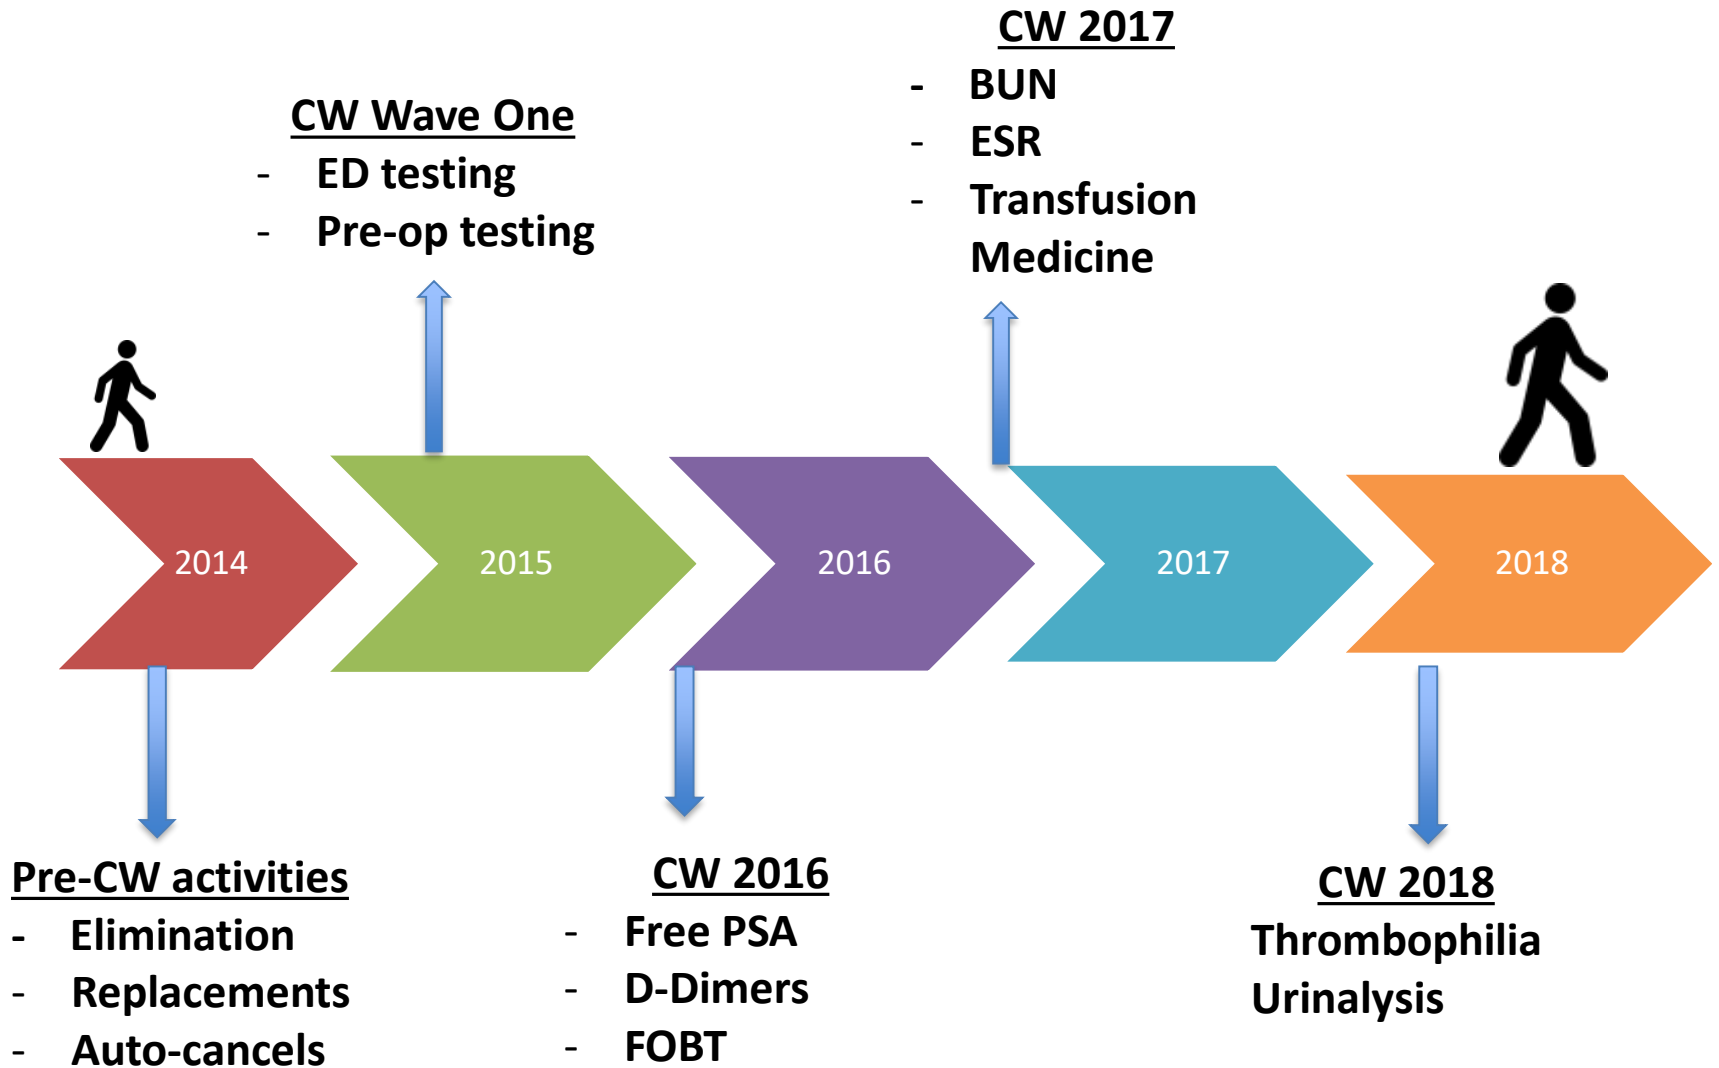 CW 2017
- BUN
- ESR
- Transfusion
Medicine
CW Wave One
- ED testing
- Pre-op testing
2014
2015
2016
2017
2018
Pre-CW activities
- Elimination
- Replacements
- Auto-cancels
CW 2016
- Free PSA
- D-Dimers
- FOBT
CW 2018
Thrombophilia
Urinalysis